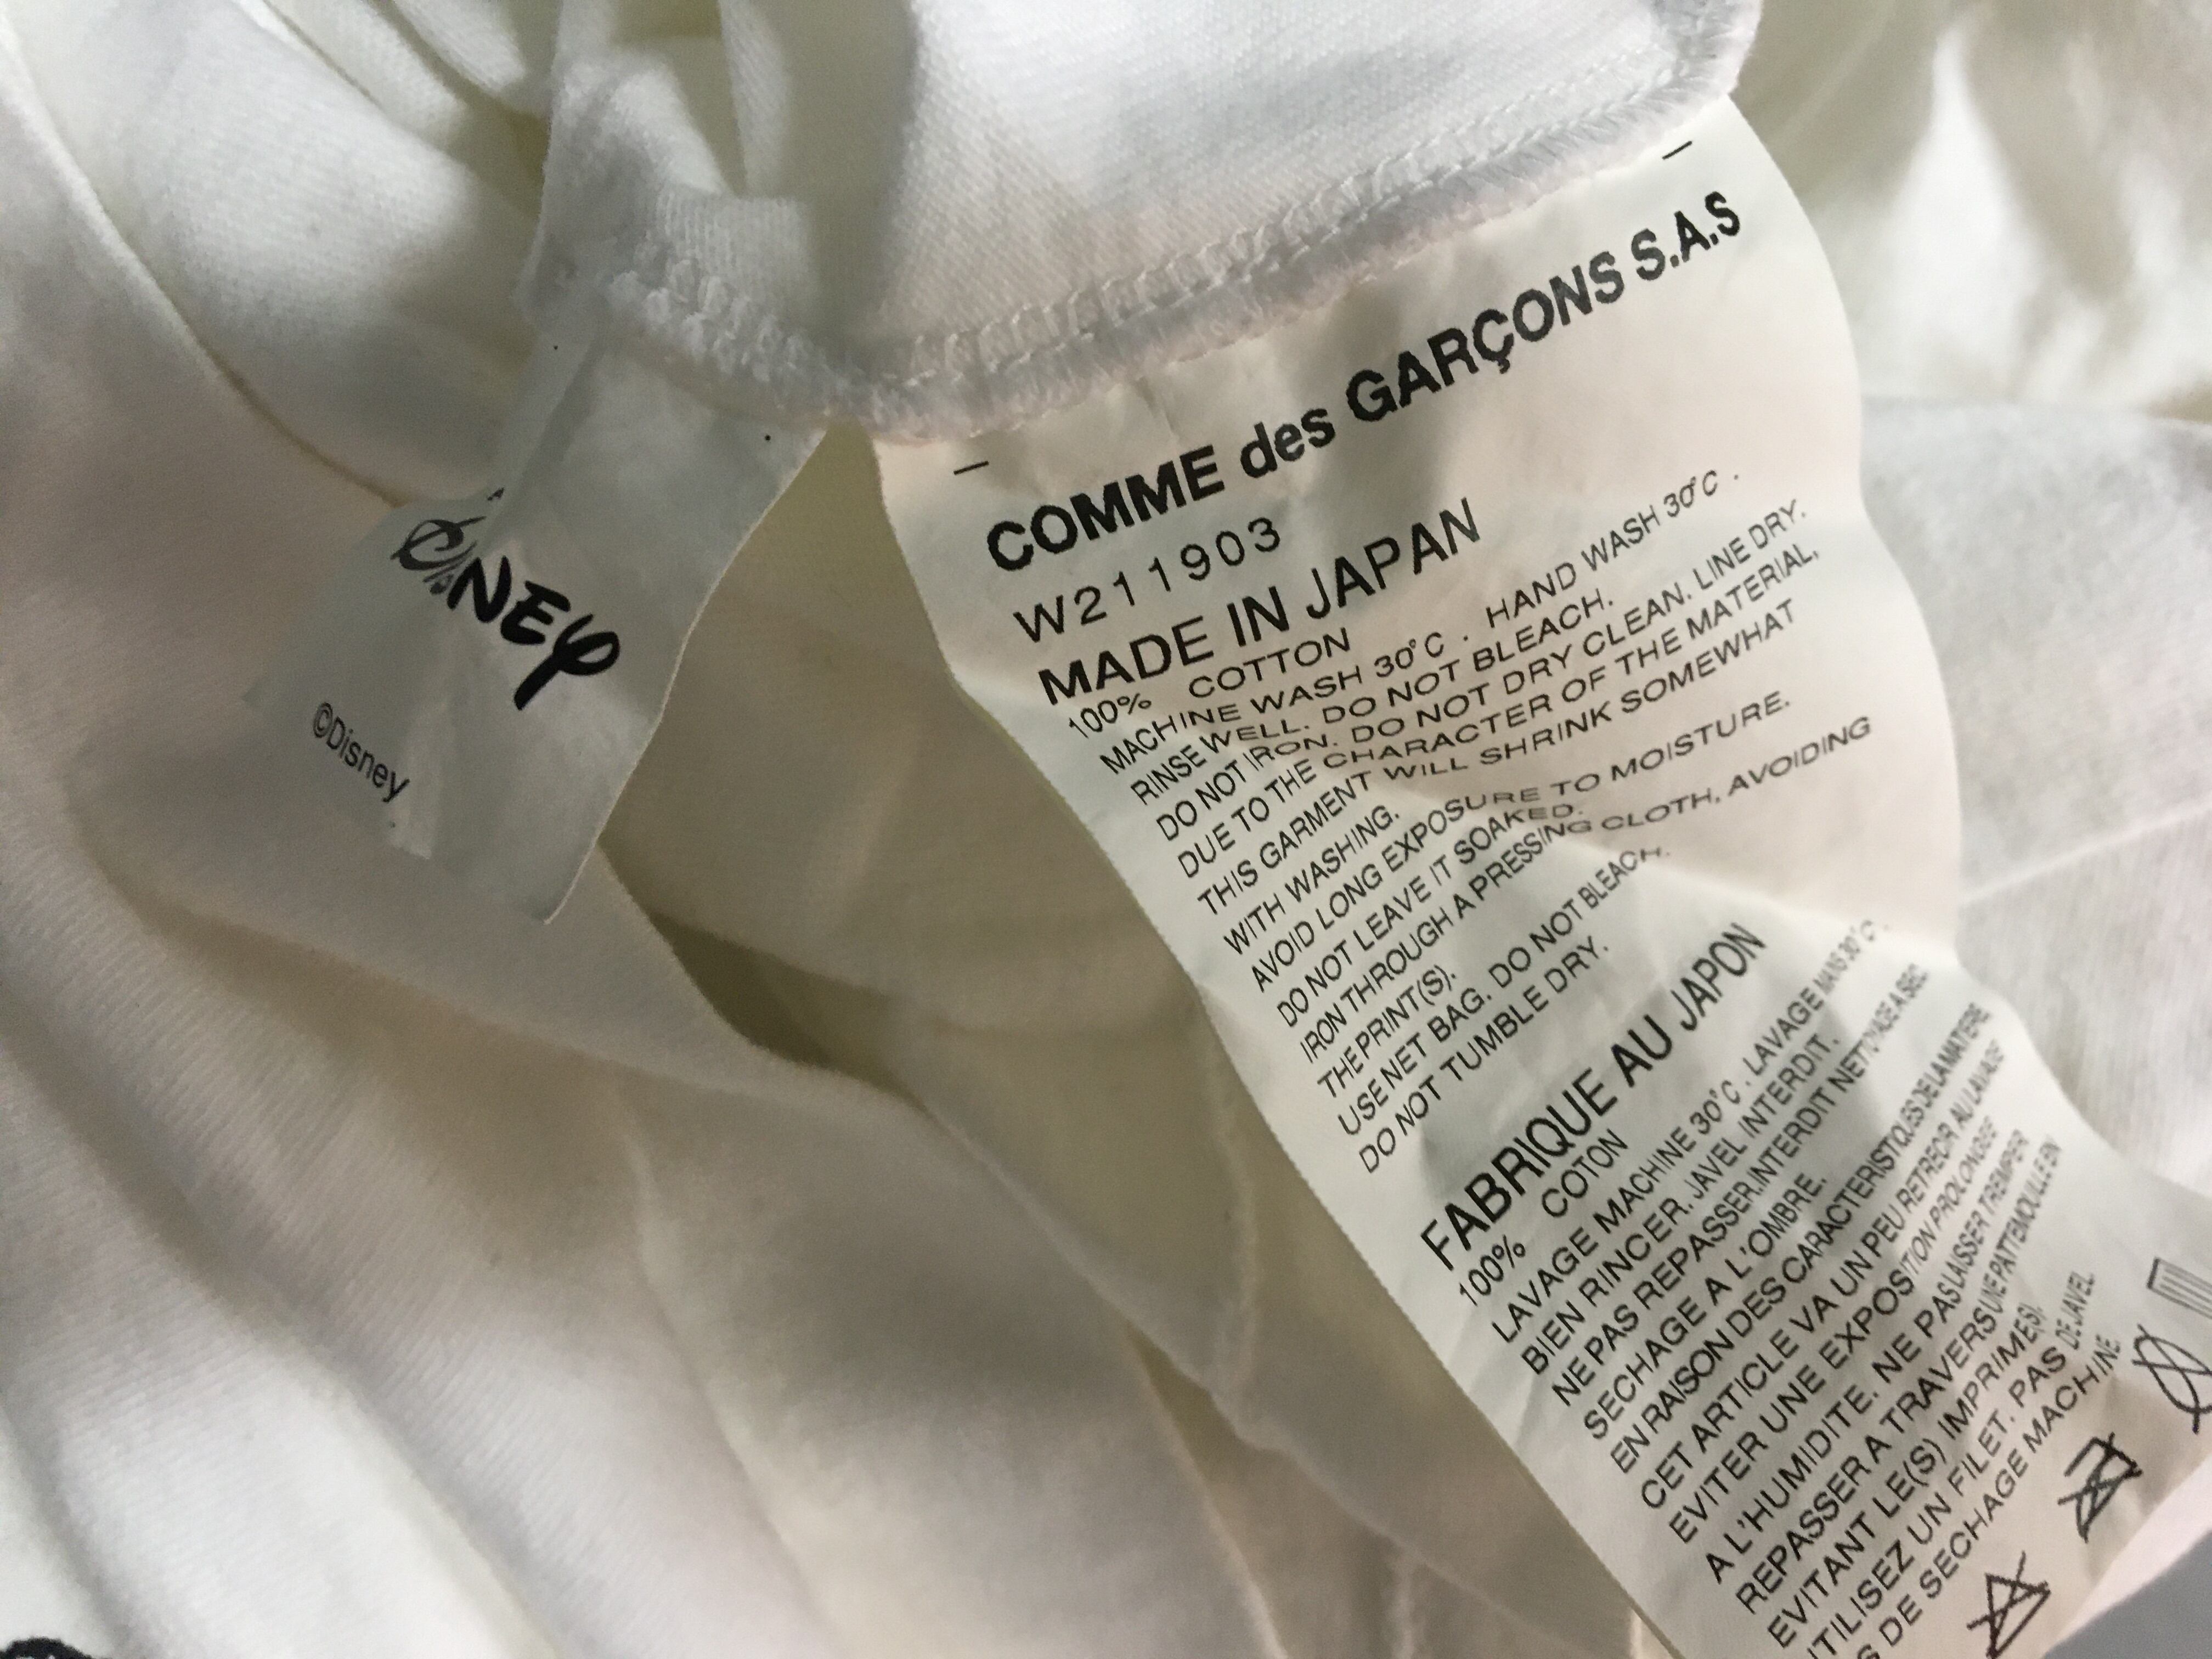 DISNEY
©Disney
COMME des GARÇONS S.A.S
W211903
MADE IN JAPAN
100% COTTON
MACHINE WASH 30°C . HAND WASH 30°C .
RINSE WELL. DO NOT BLEACH.
DO NOT IRON. DO NOT DRY CLEAN. LINE DRY.
DUE TO THE CHARACTER OF THE MATERIAL,
THIS GARMENT WILL SHRINK SOMEWHAT
WITH WASHING.
AVOID LONG EXPOSURE TO MOISTURE.
DO NOT LEAVE IT SOAKED.
IRON THROUGH A PRESSING CLOTH, AVOIDING
THE PRINT(S).
USE NET BAG. DO NOT BLEACH.
DO NOT TUMBLE DRY.
FABRIQUE AU JAPON
100% COTON
LAVAGE MACHINE 30°C . LAVAGE MAINS 30°C .
BIEN RINCER. JAVEL INTERDIT.
NE PAS REPASSER.INTERDIT NETTOYAGE A SEC
SECHAGE A L'OMBRE.
EN RAISON DES CARACTERISTIQUES DE LA MATIERE
CET ARTICLE VA UN PEU RETRECIR AU LAVAGE
EVITER UNE EXPOSITION PROLONGEE
A L'HUMIDITE. NE PAS LAISSER TREMPER
REPASSER A TRAVERS UNE PATTEMOUILLE EN
EVITANT LE(S) IMPRIME(S).
TILISEZ UN FILET. PAS DE JAVEL.
S DE SECHAGE MACHINE